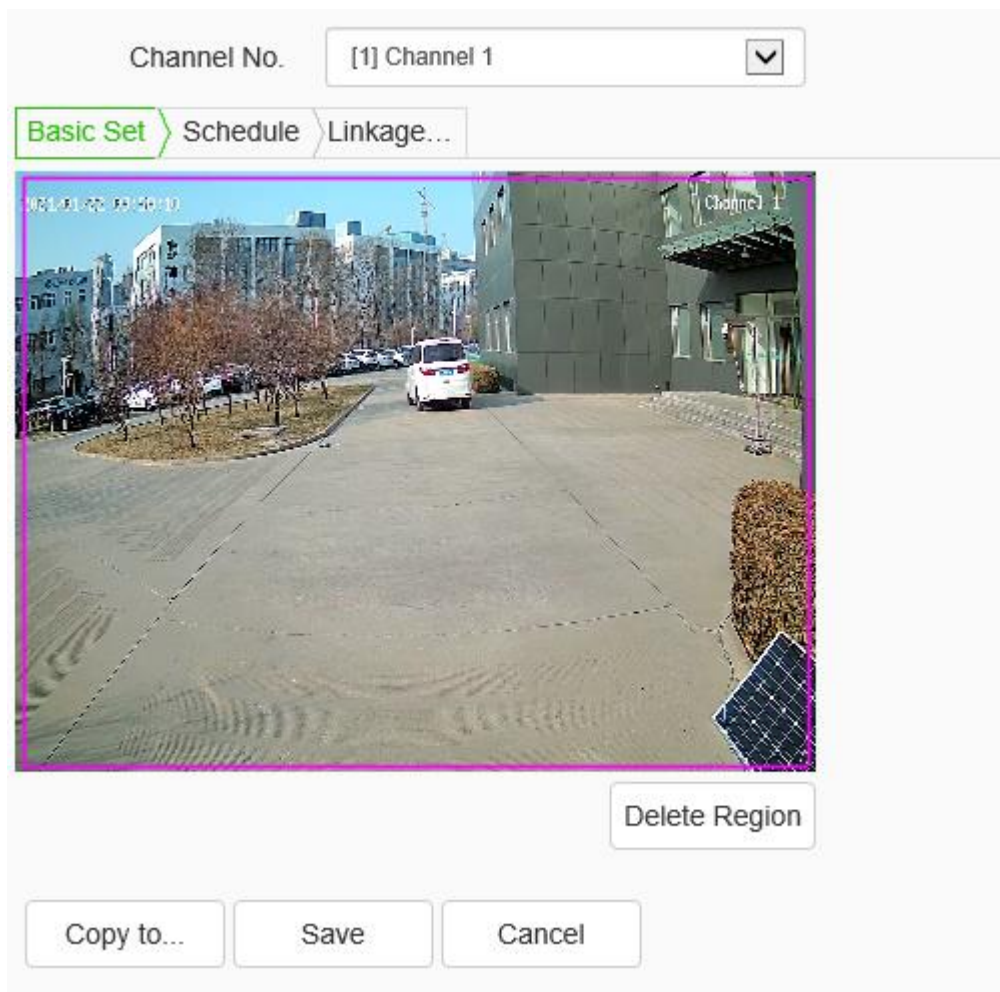 Channel No.
[1] Channel 1
Basic Set
Schedule
Linkage...
Channel 1
Delete Region
Copy to...
Save
Cancel